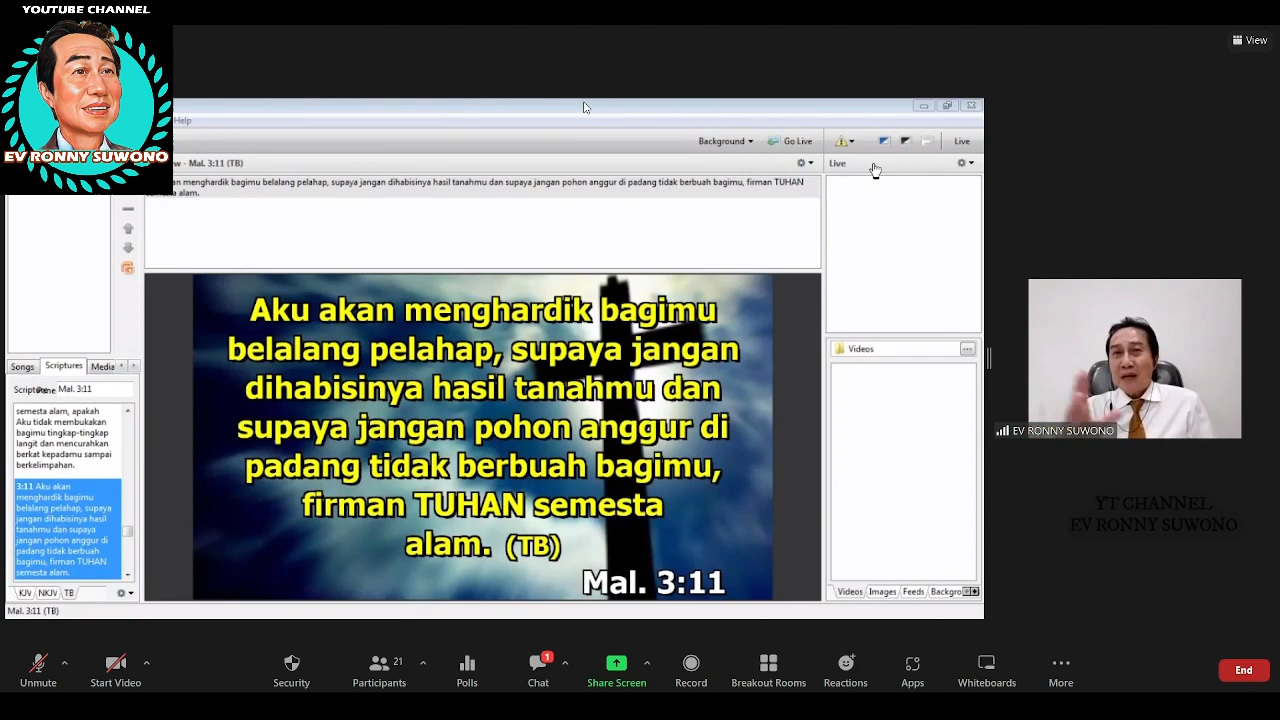 YOUTUBE CHANNEL
EV RONNY SUWONO
View
Help
Background
Go Live
Live
w - Mal. 3:11 (TB)
Live
an menghardik bagimu belalang pelahap, supaya jangan dihabisinya hasil tanahmu dan supaya jangan pohon anggur di padang tidak berbuah bagimu, firman TUHAN
alam.
Aku akan menghardik bagimu
belalang pelahap, supaya jangan
dihabisinya hasil tanahmu dan
supaya jangan pohon anggur di
padang tidak berbuah bagimu,
firman TUHAN semesta
alam. (TB)
Mal. 3:11
Songs
Scriptures
Media
Mal. 3:11
semesta alam, apakah
Aku tidak membukakan
bagimu tingkap-tingkap
langit dan mencurahkan
berkat kepadamu sampai
berkelimpahan.
3:11 Aku akan
menghardik bagimu
belalang pelahap, supaya
jangan dihabisinya hasil
tanahmu dan supaya
jangan pohon anggur di
padang tidak berbuah
bagimu, firman TUHAN
semesta alam.
KJV NKJV TB
Mal. 3:11 (TB)
Videos
...
Videos Images Feeds Backgro
EV RONNY SUWONO
YT CHANNEL
EV RONNY SUWONO
Unmute
Start Video
Security
Participants
21
Polls
Chat
1
Share Screen
Record
Breakout Rooms
Reactions
Apps
Whiteboards
More
End